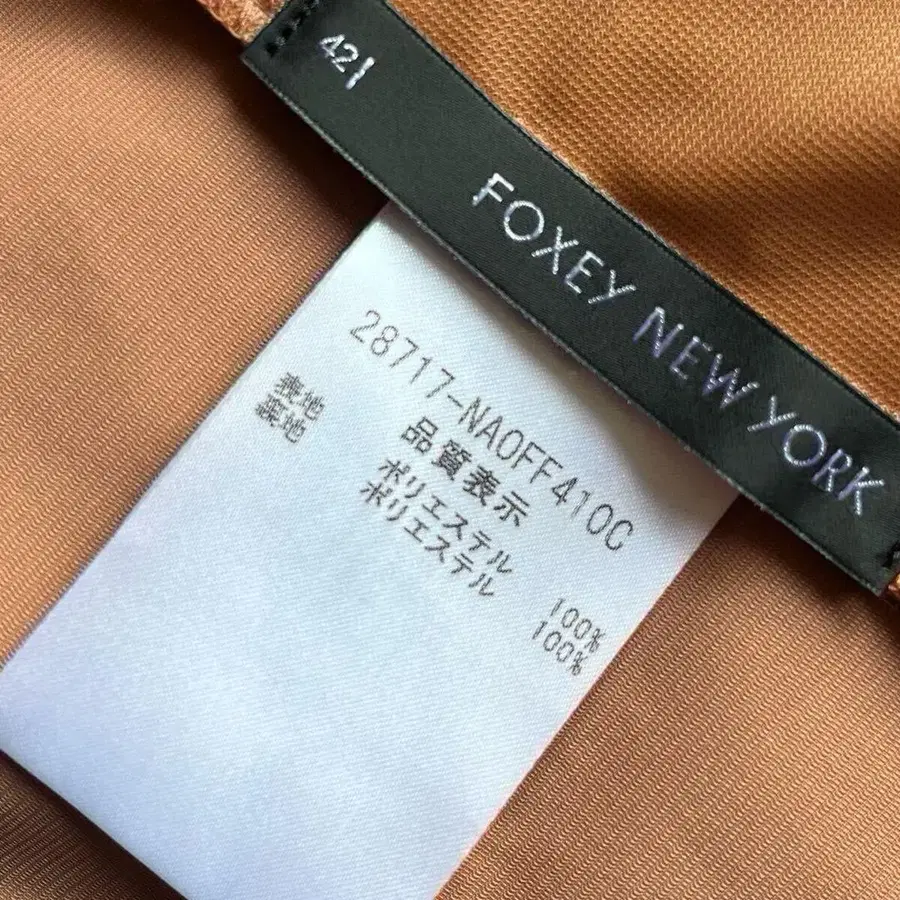 42
FOXEY NEW YORK
28717-NAOFF410C
品質表示
表地 ポリエステル 100%
裏地 ポリエステル 100%